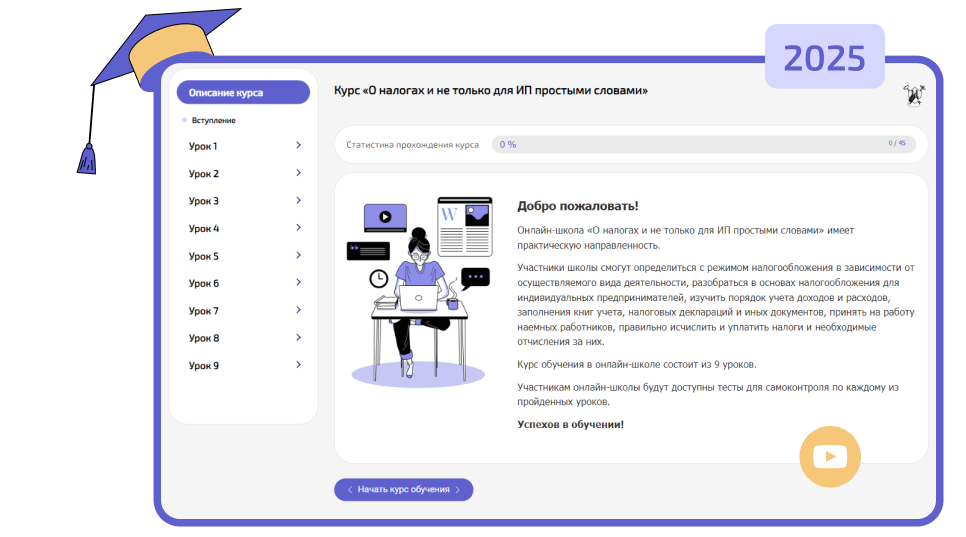 2025
Описание курса
Вступление
Урок 1
Урок 2
Урок 3
Урок 4
Урок 5
Урок 6
Урок 7
Урок 8
Урок 9
Курс «О налогах и не только для ИП простыми словами»
Статистика прохождения курса
0 %
0 / 45
W
Добро пожаловать!
Онлайн-школа «О налогах и не только для ИП простыми словами» имеет
практическую направленность.
Участники школы смогут определиться с режимом налогообложения в зависимости от
осуществляемого вида деятельности, разобраться в основах налогообложения для
индивидуальных предпринимателей, изучить порядок учета доходов и расходов,
заполнения книг учета, налоговых деклараций и иных документов, принять на работу
наемных работников, правильно исчислить и уплатить налоги и необходимые
отчисления за них.
Курс обучения в онлайн-школе состоит из 9 уроков.
Участникам онлайн-школы будут доступны тесты для самоконтроля по каждому из
пройденных уроков.
Успехов в обучении!
Начать курс обучения